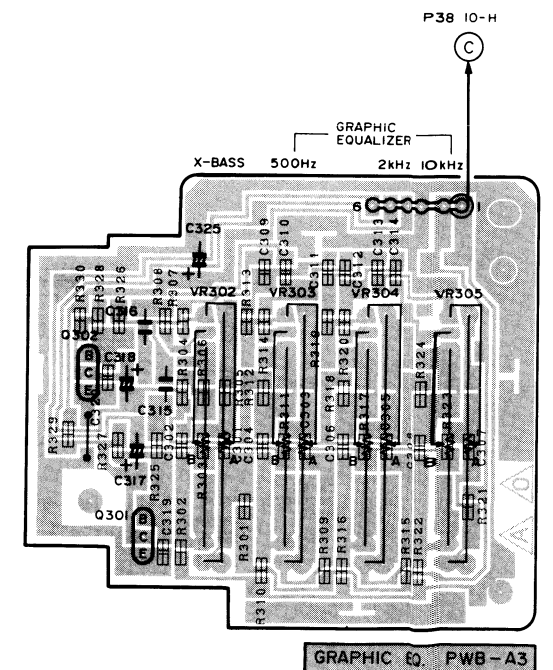 P38 10-H
C
GRAPHIC
EQUALIZER
X-BASS 500Hz 2kHz 10kHz
6 1
C325
C309
C310
C311
C312
C313
C314
R330
R328
R326
R308
R307
R313
VR302 VR303 VR304 VR305
C316
Q302
B
C
E
C318
R304
R306
R314
R320
R324
C315
R312
R318
R311
C303
R317
C305
R323
R329
R327
C302
R303
C304
C306
C307
B A B A B A B A
C317
R325
Q301
B
C
E
C319
R302
R301
R310
R309
R316
R315
R322
R321
A
GRAPHIC EQ PWB-A3